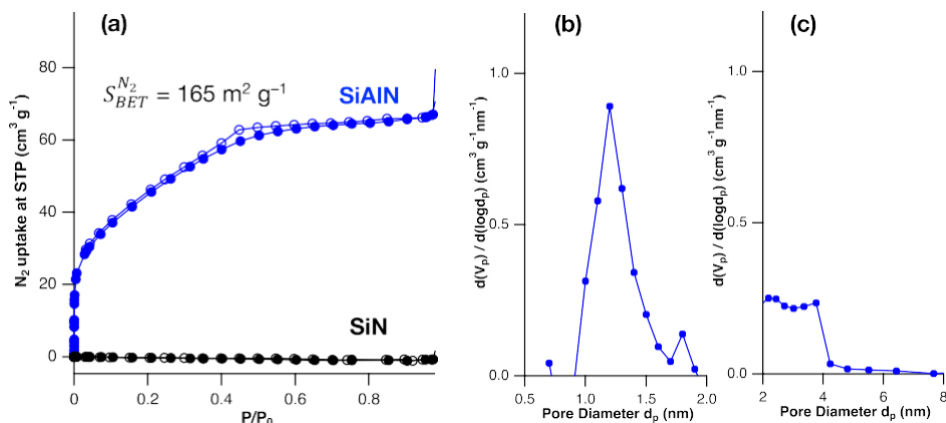 (a)
80
60
40
20
0
N₂ uptake at STP (cm³ g⁻¹)
S_BET^N₂ = 165 m² g⁻¹
SiAlN
SiN
0
0.2
0.4
0.6
0.8
P/P₀
(b)
1.0
0.5
0.0
d(Vₚ) / d(logdₚ) (cm³ g⁻¹ nm⁻¹)
0.5
1.0
1.5
2.0
Pore Diameter dₚ (nm)
(c)
1.0
0.5
0.0
d(Vₚ) / d(logdₚ) (cm³ g⁻¹ nm⁻¹)
2
4
6
8
Pore Diameter dₚ (nm)